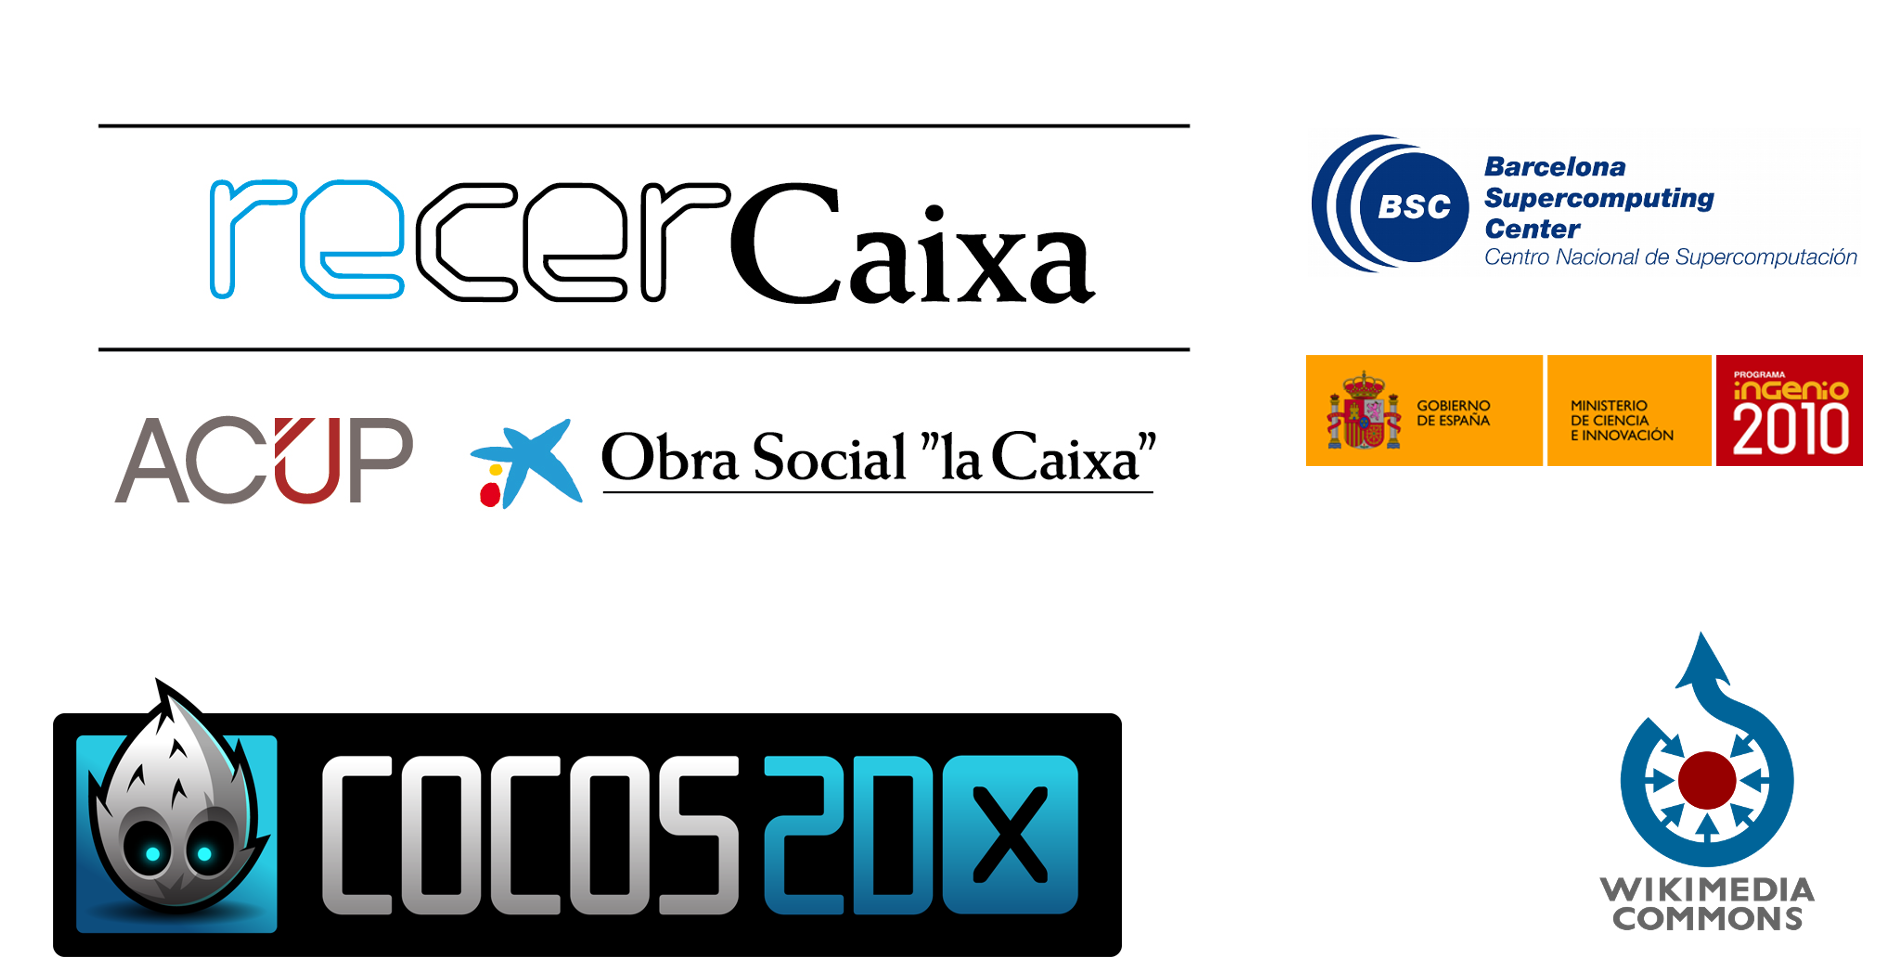 recerCaixa
BSC
Barcelona
Supercomputing
Center
Centro Nacional de Supercomputación
ACUP
Obra Social "la Caixa"
GOBIERNO
DE ESPAÑA
MINISTERIO
DE CIENCIA
E INNOVACIÓN
PROGRAMA
inGenio
2010
COCOS2DX
WIKIMEDIA
COMMONS